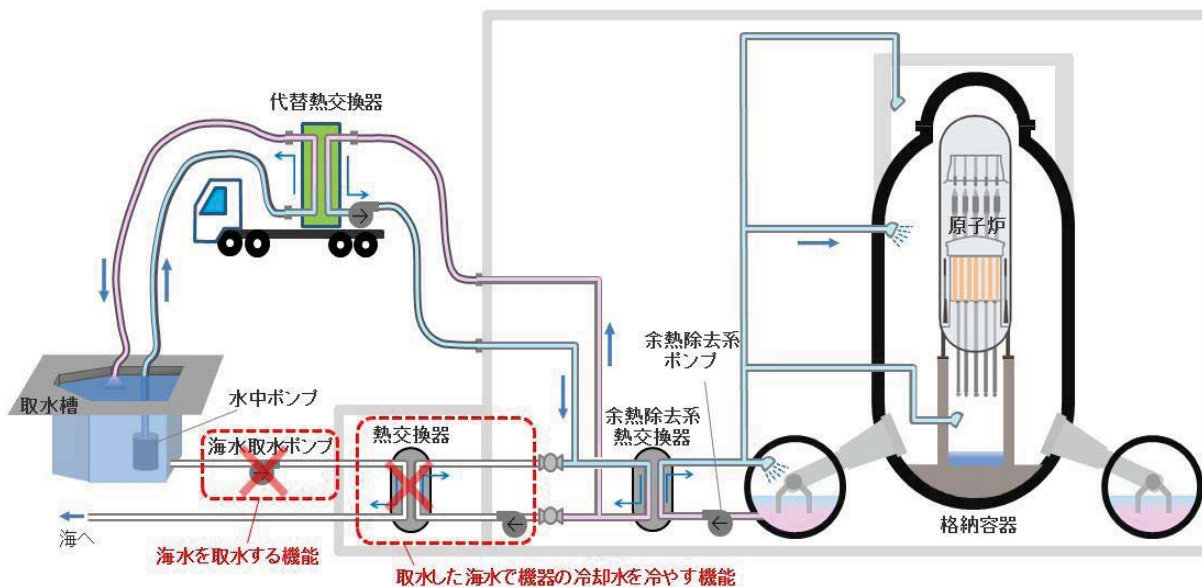 代替熱交換器
原子炉
余熱除去系
ポンプ
取水槽
水中ポンプ
海水取水ポンプ
熱交換器
余熱除去系
熱交換器
格納容器
海へ
海水を取水する機能
取水した海水で機器の冷却水を冷やす機能